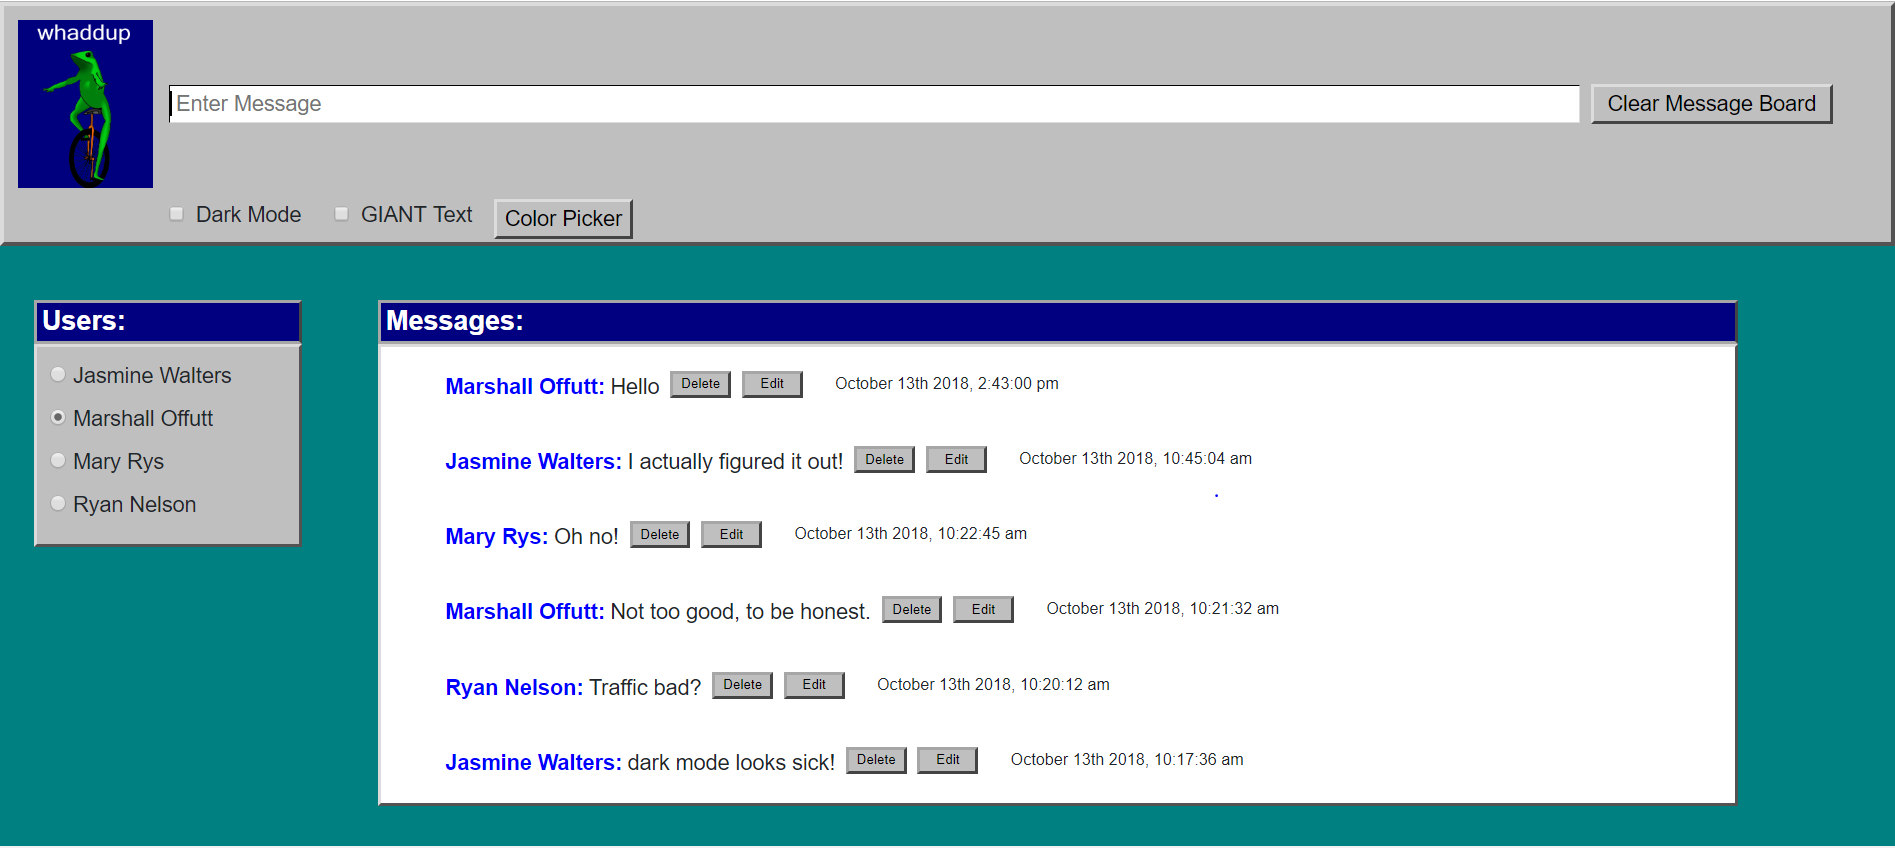 whaddup
Enter Message
Clear Message Board
Dark Mode GIANT Text Color Picker
Users:
Jasmine Walters
Marshall Offutt
Mary Rys
Ryan Nelson
Messages:
Marshall Offutt: Hello Delete Edit October 13th 2018, 2:43:00 pm
Jasmine Walters: I actually figured it out! Delete Edit October 13th 2018, 10:45:04 am
Mary Rys: Oh no! Delete Edit October 13th 2018, 10:22:45 am
Marshall Offutt: Not too good, to be honest. Delete Edit October 13th 2018, 10:21:32 am
Ryan Nelson: Traffic bad? Delete Edit October 13th 2018, 10:20:12 am
Jasmine Walters: dark mode looks sick! Delete Edit October 13th 2018, 10:17:36 am